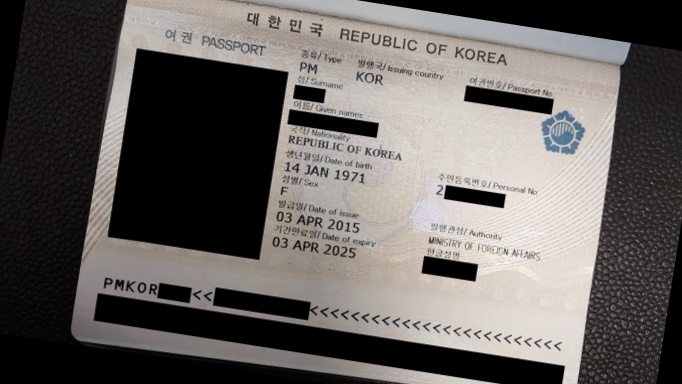 대한민국 REPUBLIC OF KOREA
여권 PASSPORT
종류/ Type 발행국/ Issuing country 여권번호/ Passport No.
PM KOR
성/ Surname
이름/ Given names
국적/ Nationality
REPUBLIC OF KOREA
생년월일/ Date of birth 주민등록번호/ Personal No
14 JAN 1971 2
성별/ Sex
F
발급일/ Date of issue 발행관청/ Authority
03 APR 2015 MINISTRY OF FOREIGN AFFAIRS
기간만료일/ Date of expiry 한글성명
03 APR 2025
PMKOR <<  <<<<<<<<<<<<<<<<<<<<<<<<<<